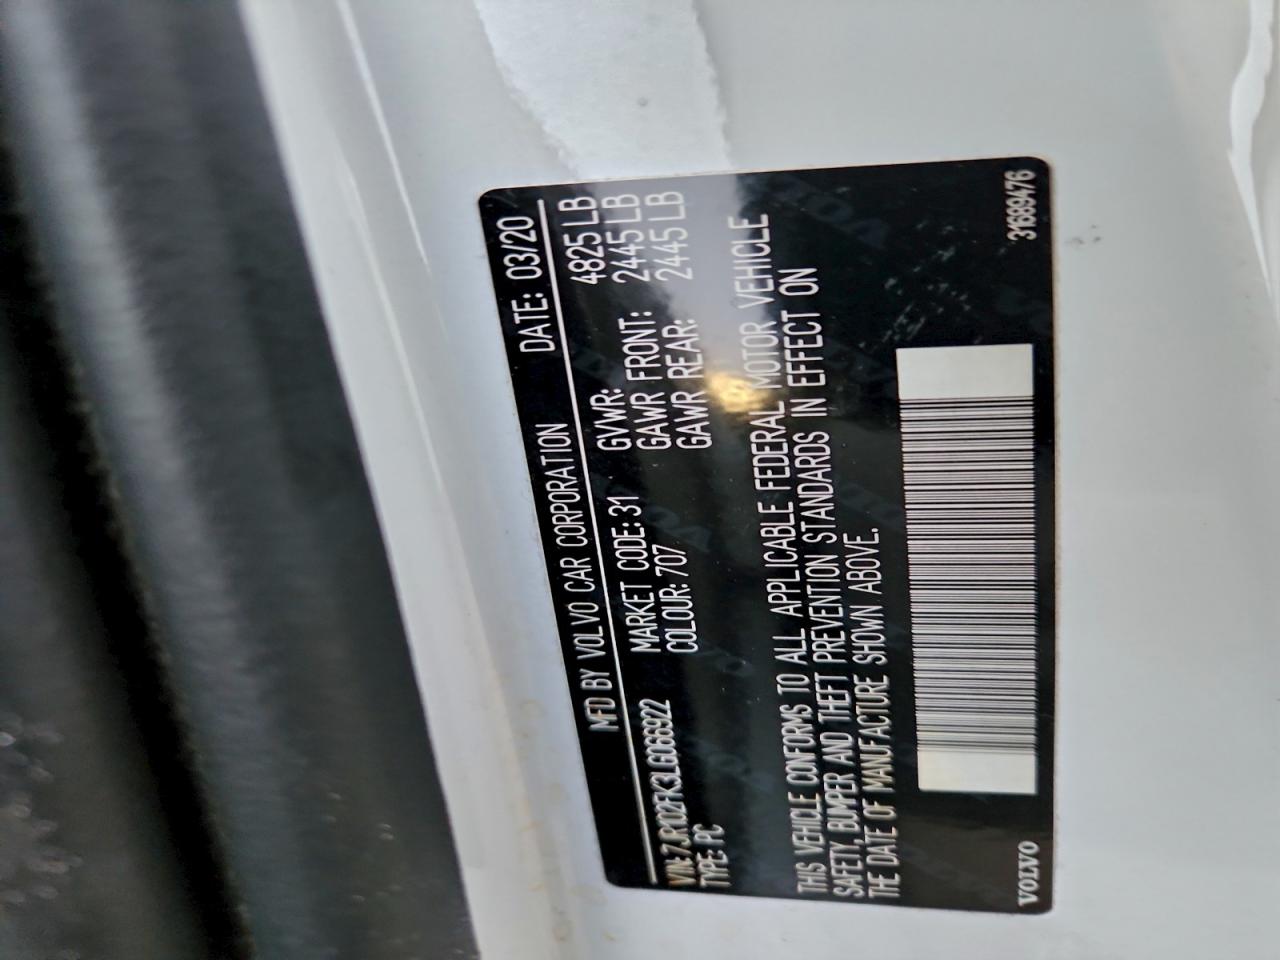 MFD BY VOLVO CAR CORPORATION DATE: 03/20
VIN: 7JR102FK3LG066922 MARKET CODE: 31 GVWR: 4825 LB
TYPE: PC COLOUR: 707 GAWR FRONT: 2445 LB
GAWR REAR: 2445 LB
THIS VEHICLE CONFORMS TO ALL APPLICABLE FEDERAL MOTOR VEHICLE
SAFETY, BUMPER AND THEFT PREVENTION STANDARDS IN EFFECT ON
THE DATE OF MANUFACTURE SHOWN ABOVE.
VOLVO 31689476